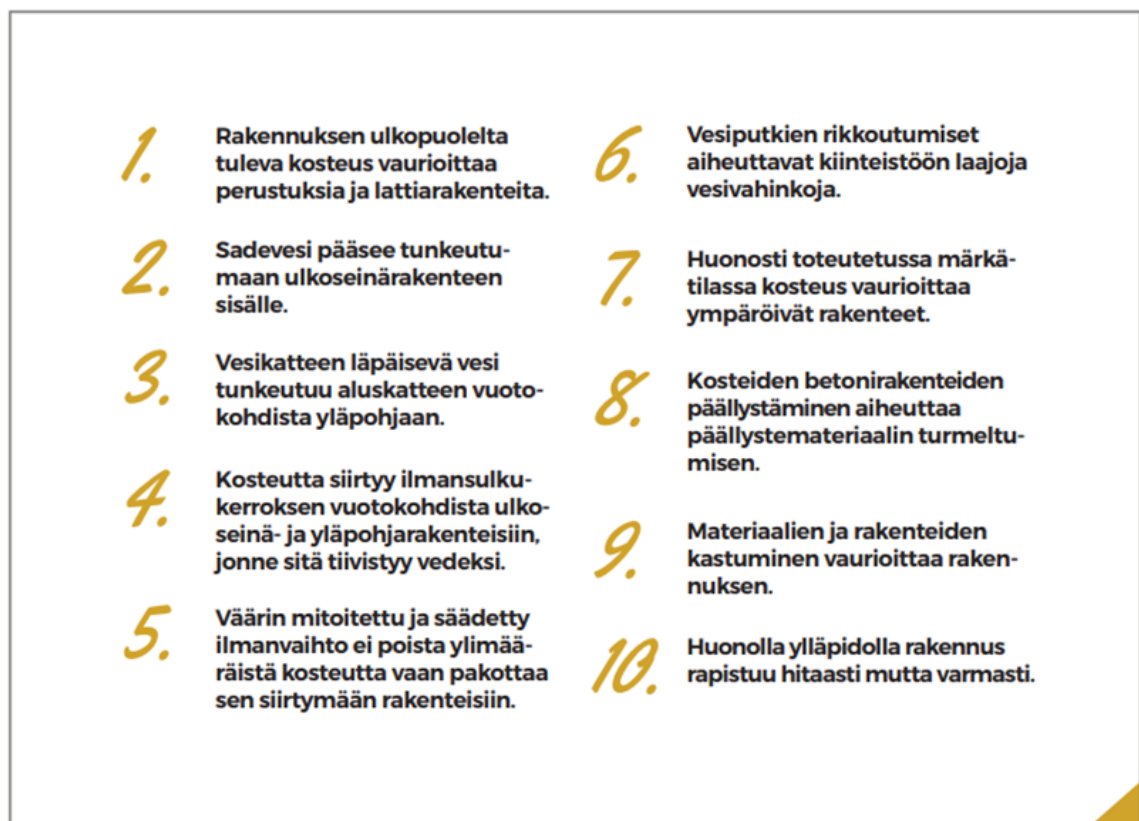 1.
Rakennuksen ulkopuolelta
tuleva kosteus vaurioittaa
perustuksia ja lattiarakenteita.
2.
Sadevesi pääsee tunkeutu-
maan ulkoseinärakenteen
sisälle.
3.
Vesikatteen läpäisevä vesi
tunkeutuu aluskatteen vuoto-
kohdista yläpohjaan.
4.
Kosteutta siirtyy ilmansulku-
kerroksen vuotokohdista ulko-
seinä- ja yläpohjarakenteisiin,
jonne sitä tiivistyy vedeksi.
5.
Väärin mitoitettu ja säädetty
ilmanvaihto ei poista ylimää-
räistä kosteutta vaan pakottaa
sen siirtymään rakenteisiin.
6.
Vesiputkien rikkoutumiset
aiheuttavat kiinteistöön laajoja
vesivahinkoja.
7.
Huonosti toteutetussa märkä-
tilassa kosteus vaurioittaa
ympäröivät rakenteet.
8.
Kosteiden betonirakenteiden
päällystäminen aiheuttaa
päällystemateriaalin turmeltu-
misen.
9.
Materiaalien ja rakenteiden
kastuminen vaurioittaa raken-
nuksen.
10.
Huonolla ylläpidolla rakennus
rapistuu hitaasti mutta varmasti.